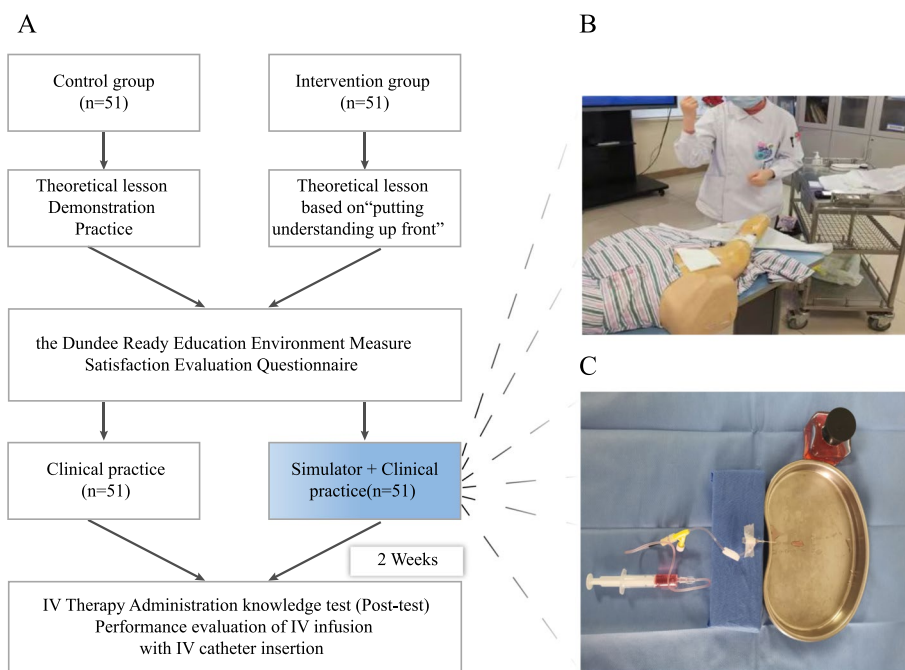 A
Control group
(n=51)
Intervention group
(n=51)
Theoretical lesson
Demonstration
Practice
Theoretical lesson
based on“putting
understanding up front”
the Dundee Ready Education Environment Measure
Satisfaction Evaluation Questionnaire
Clinical practice
(n=51)
Simulator + Clinical
practice(n=51)
2 Weeks
IV Therapy Administration knowledge test (Post-test)
Performance evaluation of IV infusion
with IV catheter insertion
B
C